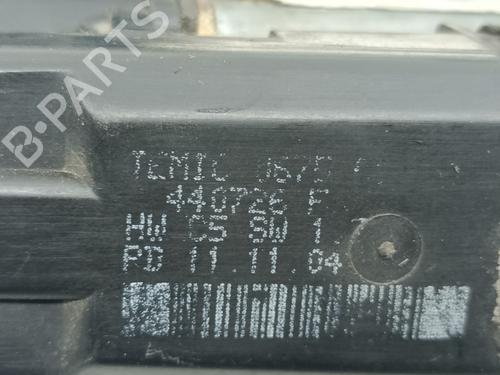 B-PARTS
TEMIC
440726 F
HW C5 SW 1
PD 11.11.04